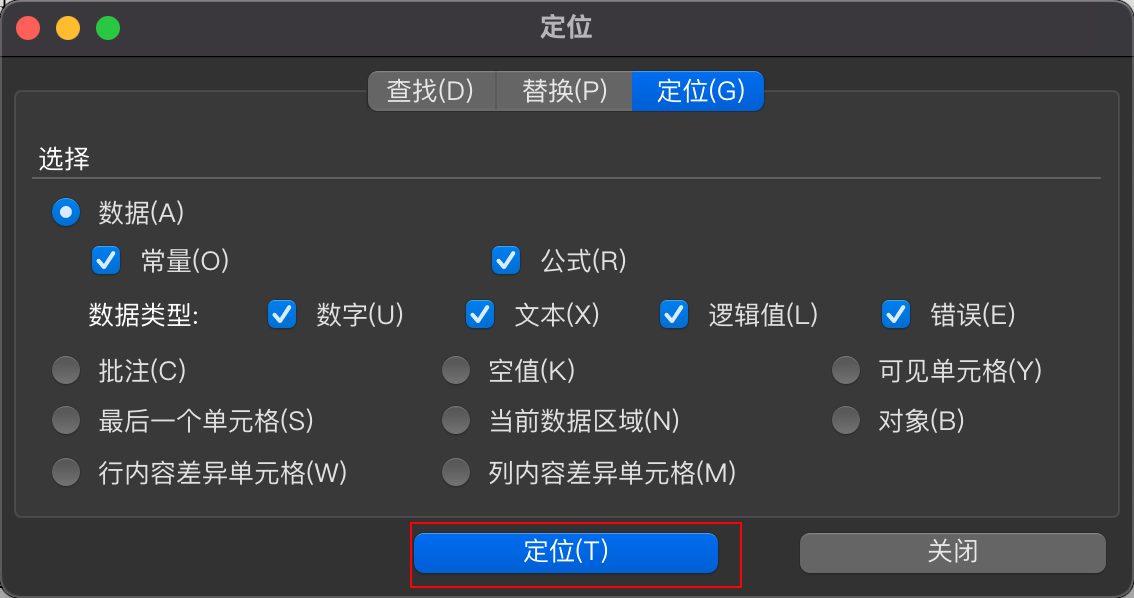 定位
查找(D) 替换(P) 定位(G)
选择
数据(A)
常量(O) 公式(R)
数据类型: 数字(U) 文本(X) 逻辑值(L) 错误(E)
批注(C) 空值(K) 可见单元格(Y)
最后一个单元格(S) 当前数据区域(N) 对象(B)
行内容差异单元格(W) 列内容差异单元格(M)
定位(T) 关闭